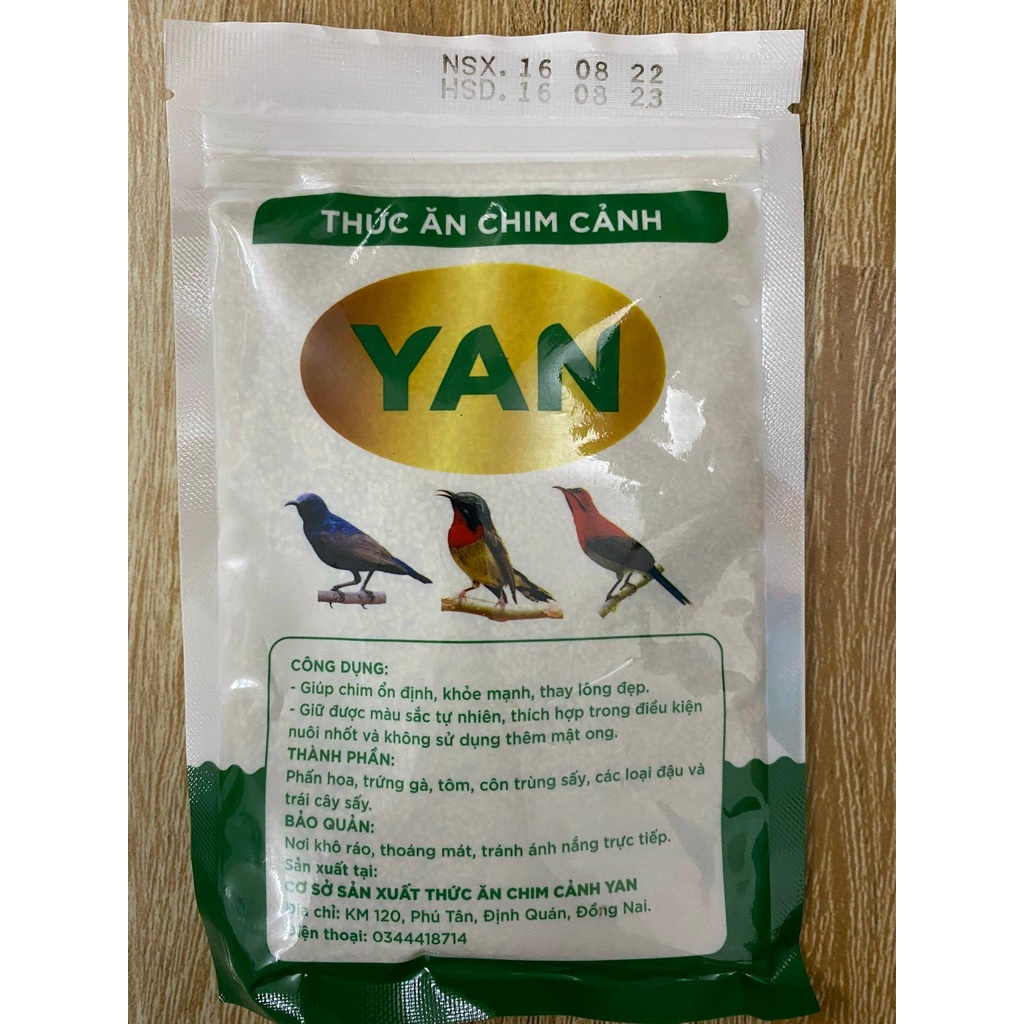 NSX. 16 08 22
HSD. 16 08 23
THỨC ĂN CHIM CẢNH
YAN
CÔNG DỤNG:
- Giúp chim ổn định, khỏe mạnh, thay lông đẹp.
- Giữ được màu sắc tự nhiên, thích hợp trong điều kiện
nuôi nhốt và không sử dụng thêm mật ong.
THÀNH PHẦN:
Phấn hoa, trứng gà, tôm, côn trùng sấy, các loại đậu và
trái cây sấy.
BẢO QUẢN:
Nơi khô ráo, thoáng mát, tránh ánh nắng trực tiếp.
Sản xuất tại:
CƠ SỞ SẢN XUẤT THỨC ĂN CHIM CẢNH YAN
Địa chỉ: KM 120, Phú Tân, Định Quán, Đồng Nai.
Điện thoại: 0344418714